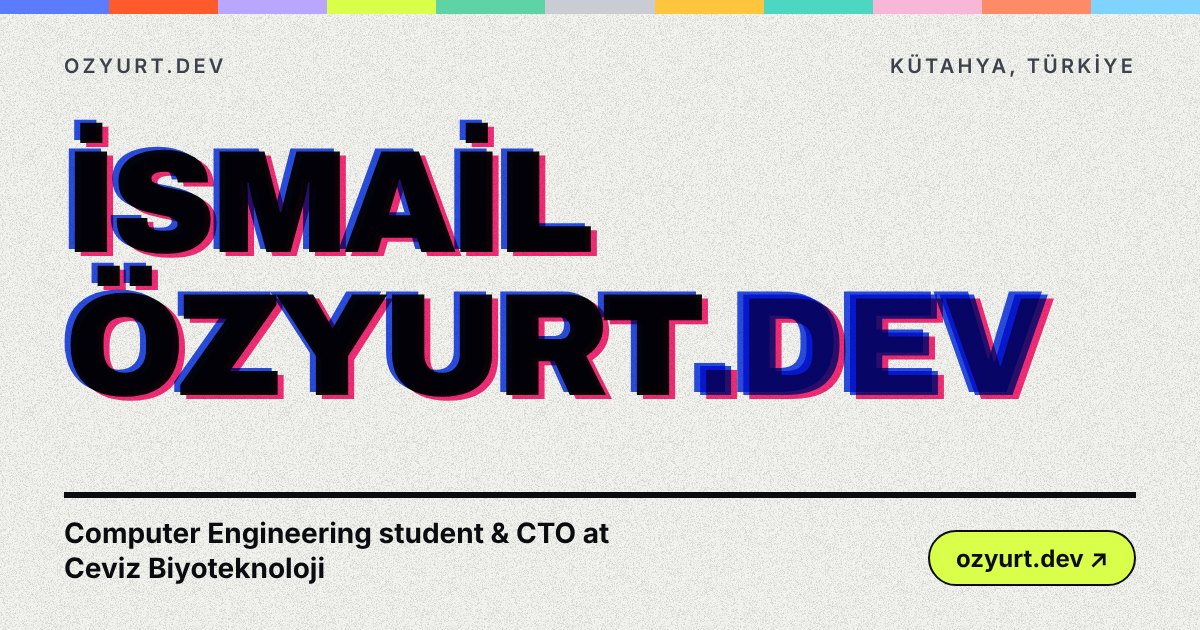 OZYURT.DEV
KÜTAHYA, TÜRKİYE
İSMAİL
ÖZYURT.DEV
Computer Engineering student & CTO at
Ceviz Biyoteknoloji
ozyurt.dev ↗